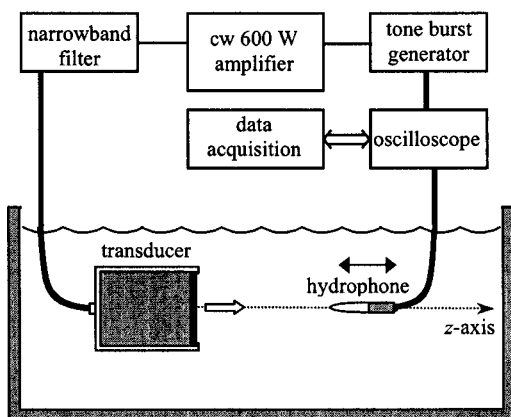 narrowband
filter
cw 600 W
amplifier
tone burst
generator
data
acquisition
oscilloscope
transducer
hydrophone
z-axis